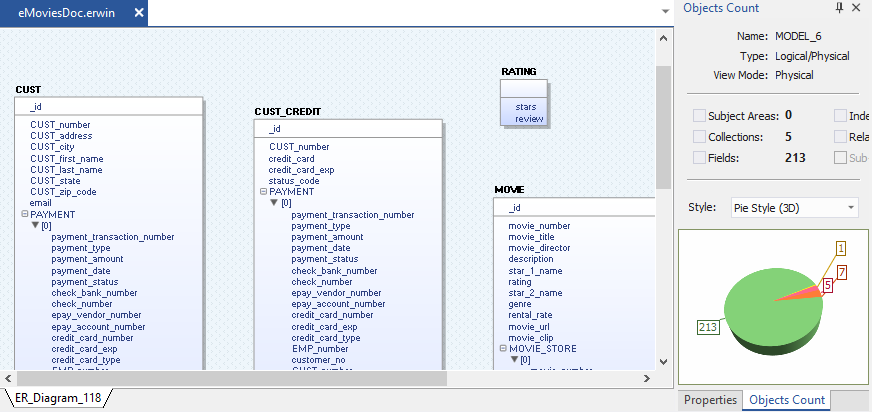 eMoviesDoc.erwin
CUST
_id
CUST_number
CUST_address
CUST_city
CUST_first_name
CUST_last_name
CUST_state
CUST_zip_code
email
PAYMENT
[0]
payment_transaction_number
payment_type
payment_amount
payment_date
payment_status
check_bank_number
check_number
epay_vendor_number
epay_account_number
credit_card_number
credit_card_exp
credit_card_type
EMP_number
CUST_CREDIT
_id
CUST_number
credit_card
credit_card_exp
status_code
PAYMENT
[0]
payment_transaction_number
payment_type
payment_amount
payment_date
payment_status
check_bank_number
check_number
epay_vendor_number
epay_account_number
credit_card_number
credit_card_exp
credit_card_type
EMP_number
customer_no
CUST_number
RATING
stars
review
MOVIE
_id
movie_number
movie_title
movie_director
description
star_1_name
rating
star_2_name
genre
rental_rate
movie_url
movie_clip
MOVIE_STORE
[0]
movie_number
ER_Diagram_118
Objects Count
Name: MODEL_6
Type: Logical/Physical
View Mode: Physical
Subject Areas: 0 Inde
Collections: 5 Rela
Fields: 213 Sub
Style: Pie Style (3D)
1
7
5
213
Properties Objects Count